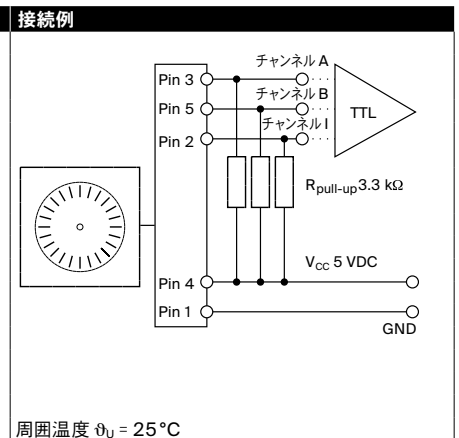 接続例
チャンネル A
Pin 3
チャンネル B
Pin 5
TTL
チャンネル I
Pin 2
Rpull-up3.3 kΩ
VCC 5 VDC
Pin 4
Pin 1
GND
周囲温度 ϑU = 25°C